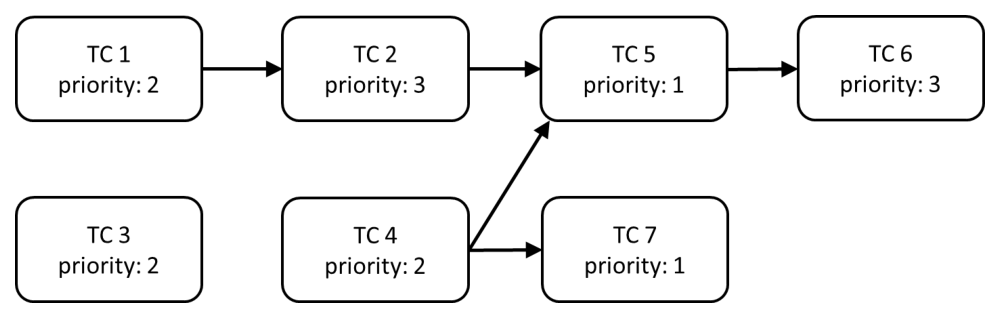 TC 1
priority: 2
TC 2
priority: 3
TC 5
priority: 1
TC 6
priority: 3
TC 3
priority: 2
TC 4
priority: 2
TC 7
priority: 1